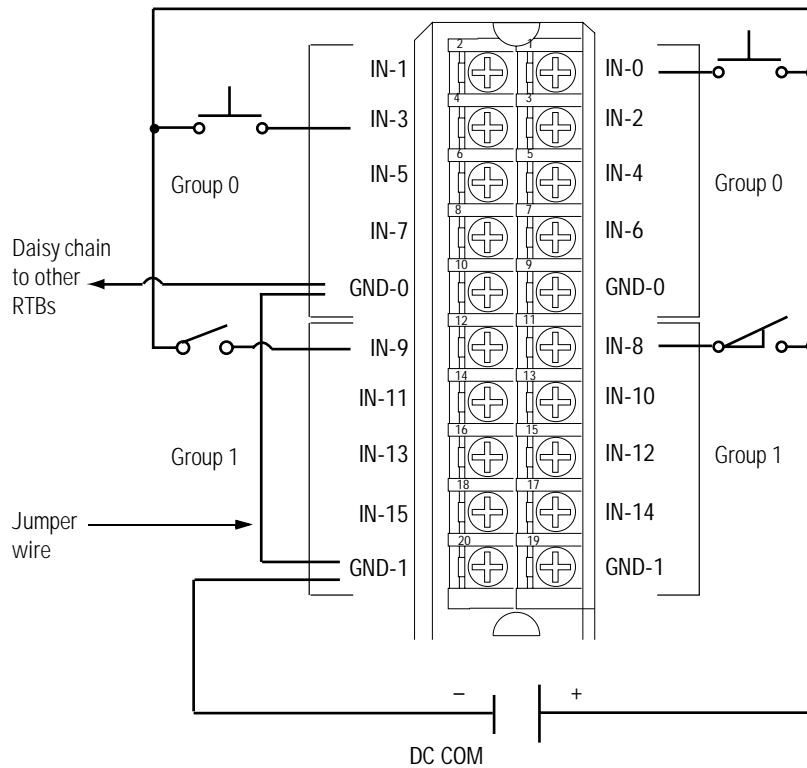 2 1
IN-1 IN-0
4 3
IN-3 IN-2
6 5
IN-5 IN-4
Group 0 Group 0
8 7
IN-7 IN-6
Daisy chain
to other
RTBs
10 9
GND-0 GND-0
12 11
IN-9 IN-8
14 13
IN-11 IN-10
16 15
Group 1 IN-13 IN-12 Group 1
18 17
IN-15 IN-14
Jumper
wire
20 19
GND-1 GND-1
– +
DC COM